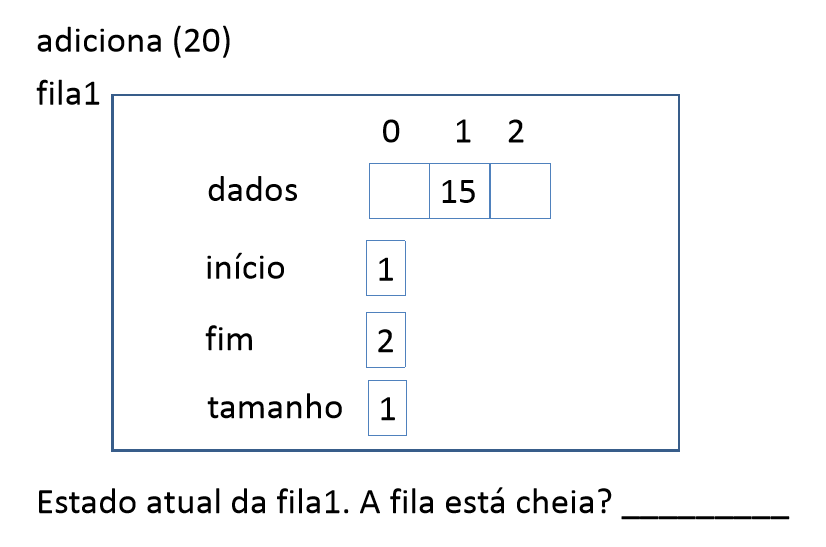 adiciona (20)
fila1
0 1 2
dados 15
início 1
fim 2
tamanho 1
Estado atual da fila1. A fila está cheia? __________